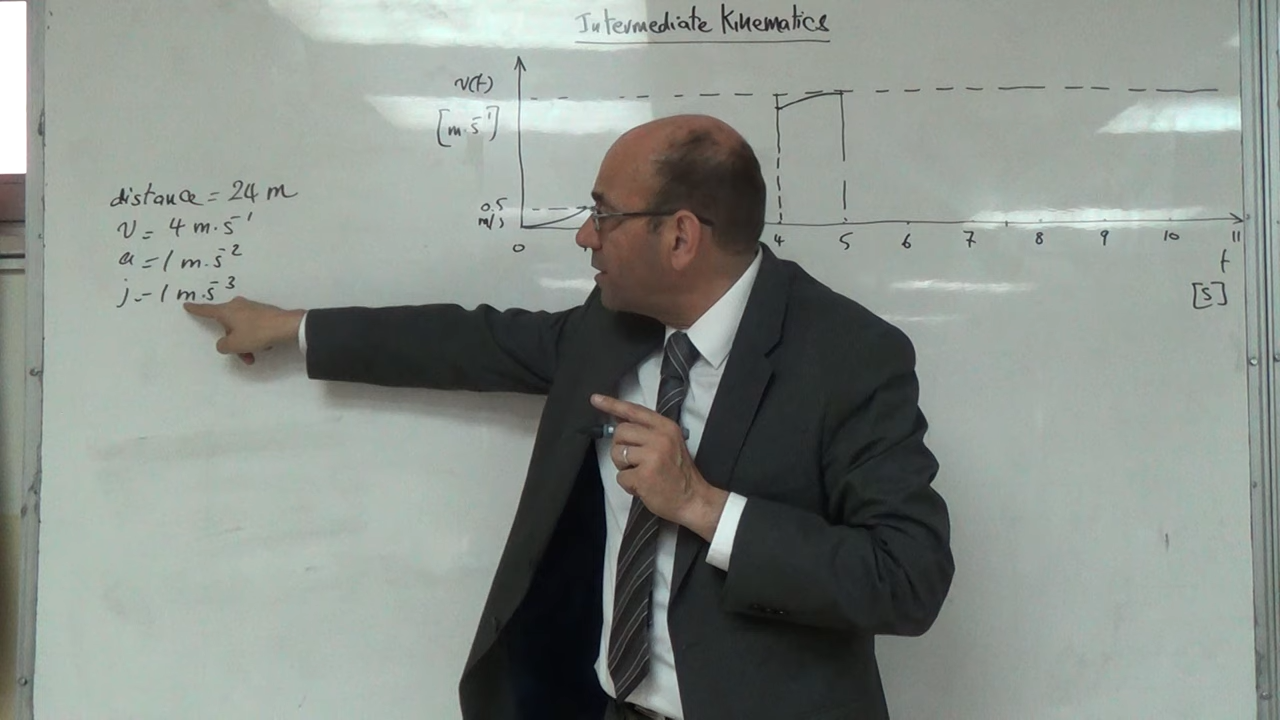 Intermediate Kinematics
v(t)
[m·s⁻¹]
0.5
m/s
0 4 5 6 7 8 9 10 11
t
[s]
distance = 24 m
v = 4 m·s⁻¹
a = 1 m·s⁻²
j = 1 m·s⁻³